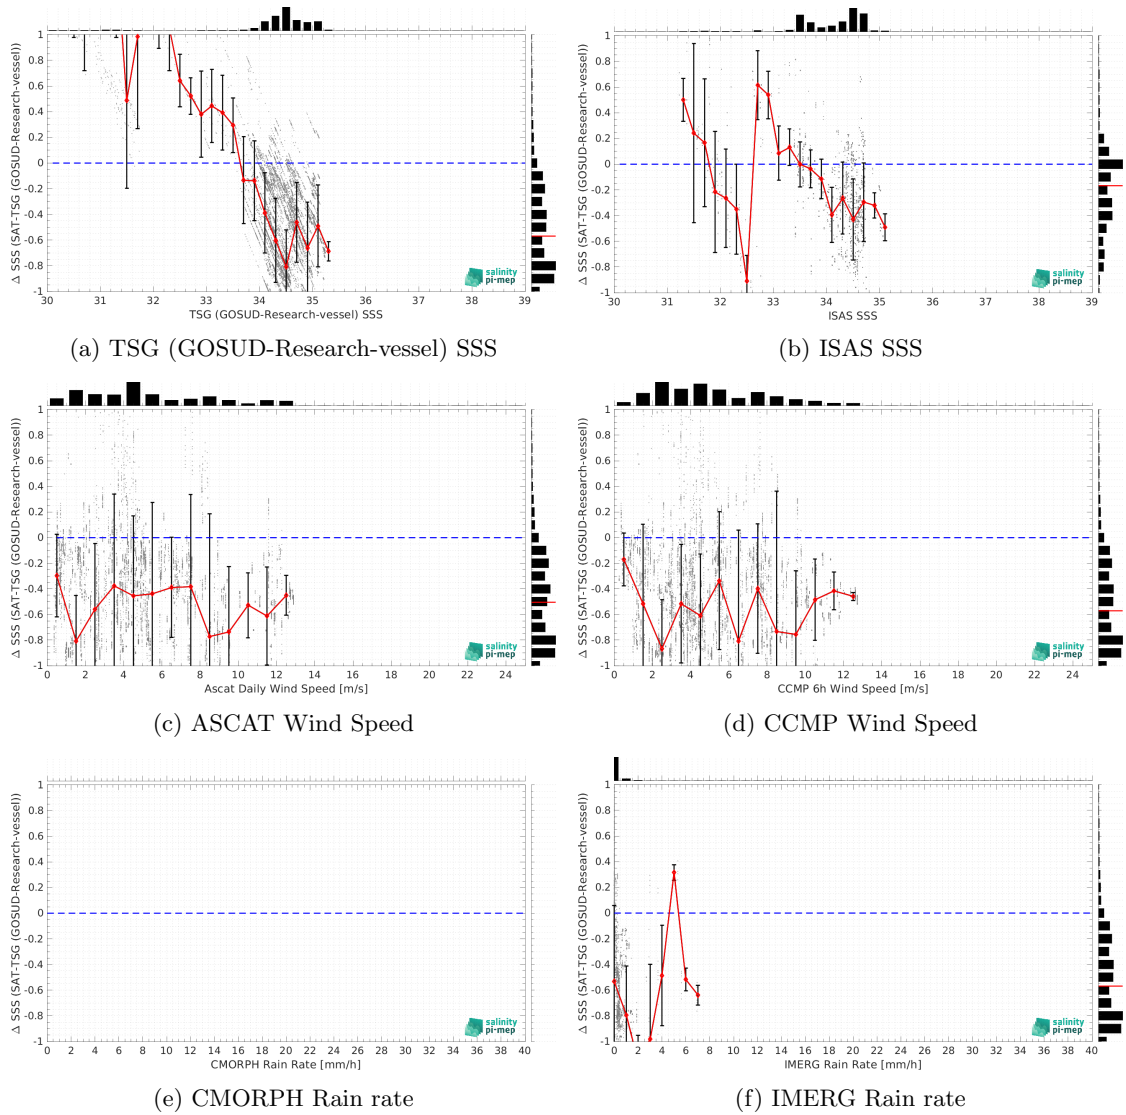 1
0.8
0.6
0.4
0.2
0
-0.2
-0.4
-0.6
-0.8
-1
Δ SSS (SAT-TSG (GOSUD-Research-vessel))
30 31 32 33 34 35 36 37 38 39
TSG (GOSUD-Research-vessel) SSS
salinity
pi-mep
(a) TSG (GOSUD-Research-vessel) SSS
1
0.8
0.6
0.4
0.2
0
-0.2
-0.4
-0.6
-0.8
-1
Δ SSS (SAT-TSG (GOSUD-Research-vessel))
30 31 32 33 34 35 36 37 38 39
ISAS SSS
salinity
pi-mep
(b) ISAS SSS
1
0.8
0.6
0.4
0.2
0
-0.2
-0.4
-0.6
-0.8
-1
Δ SSS (SAT-TSG (GOSUD-Research-vessel))
0 2 4 6 8 10 12 14 16 18 20 22 24
Ascat Daily Wind Speed [m/s]
salinity
pi-mep
(c) ASCAT Wind Speed
1
0.8
0.6
0.4
0.2
0
-0.2
-0.4
-0.6
-0.8
-1
Δ SSS (SAT-TSG (GOSUD-Research-vessel))
0 2 4 6 8 10 12 14 16 18 20 22 24
CCMP 6h Wind Speed [m/s]
salinity
pi-mep
(d) CCMP Wind Speed
1
0.8
0.6
0.4
0.2
0
-0.2
-0.4
-0.6
-0.8
-1
Δ SSS (SAT-TSG (GOSUD-Research-vessel))
0 2 4 6 8 10 12 14 16 18 20 22 24 26 28 30 32 34 36 38 40
CMORPH Rain Rate [mm/h]
salinity
pi-mep
(e) CMORPH Rain rate
1
0.8
0.6
0.4
0.2
0
-0.2
-0.4
-0.6
-0.8
-1
Δ SSS (SAT-TSG (GOSUD-Research-vessel))
0 2 4 6 8 10 12 14 16 18 20 22 24 26 28 30 32 34 36 38 40
IMERG Rain Rate [mm/h]
salinity
pi-mep
(f) IMERG Rain rate